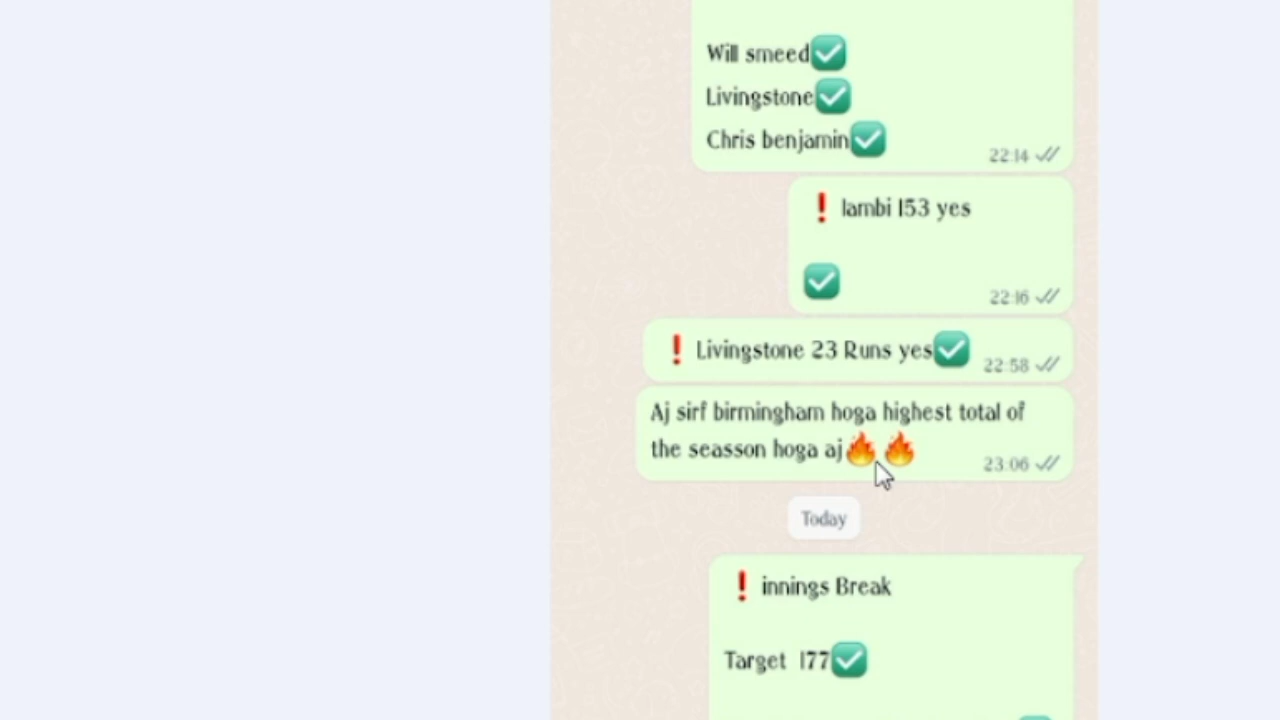 Will smeed✅
Livingstone✅
Chris benjamin✅
22:14
❗ lambi 153 yes
✅
22:16
❗ Livingstone 23 Runs yes✅
22:58
Aj sirf birmingham hoga highest total of
the seasson hoga aj🔥🔥
23:06
Today
❗ innings Break
Target 177✅